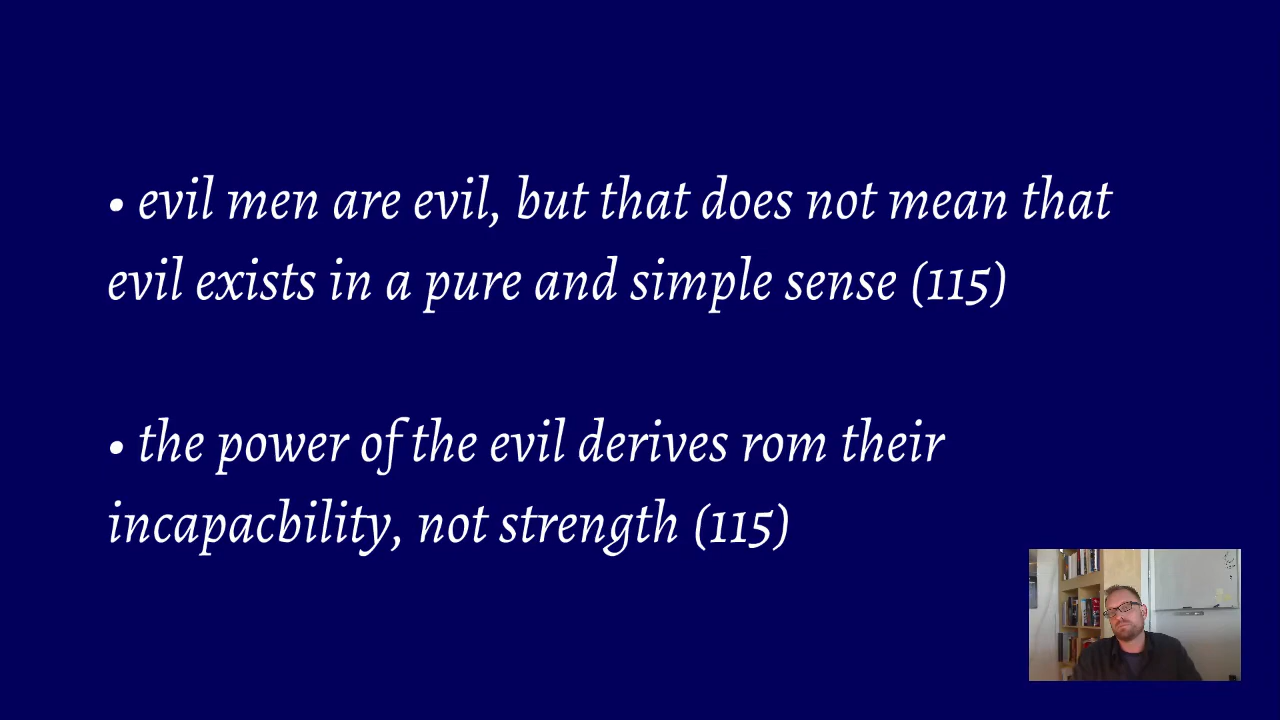 • evil men are evil, but that does not mean that
evil exists in a pure and simple sense (115)
• the power of the evil derives rom their
incapacbility, not strength (115)